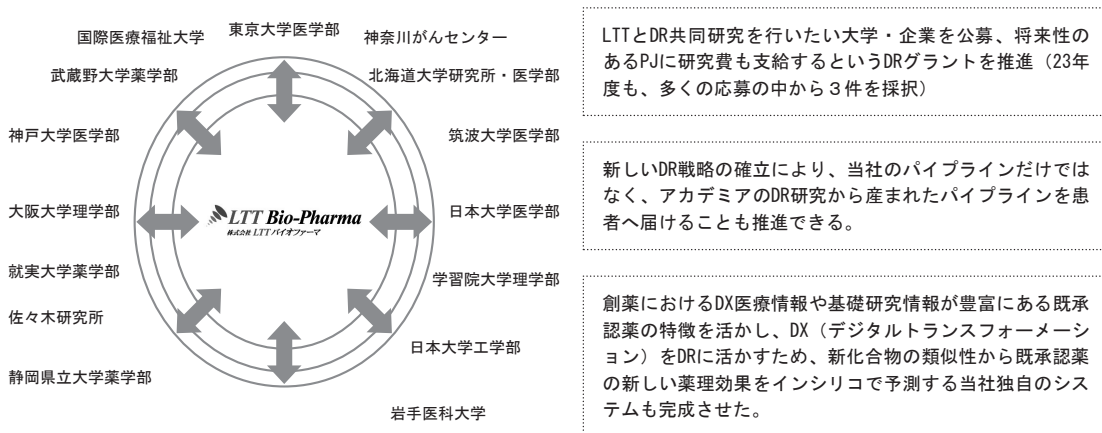 東京大学医学部
国際医療福祉大学
神奈川がんセンター
武蔵野大学薬学部
北海道大学研究所・医学部
神戸大学医学部
筑波大学医学部
大阪大学理学部
LTT Bio-Pharma
株式会社 LTTバイオファーマ
日本大学医学部
就実大学薬学部
学習院大学理学部
佐々木研究所
日本大学工学部
静岡県立大学薬学部
岩手医科大学
LTTとDR共同研究を行いたい大学・企業を公募、将来性の
あるPJに研究費も支給するというDRグラントを推進（23年
度も、多くの応募の中から３件を採択）
新しいDR戦略の確立により、当社のパイプラインだけでは
なく、アカデミアのDR研究から産まれたパイプラインを患
者へ届けることも推進できる。
創薬におけるDX医療情報や基礎研究情報が豊富にある既承
認薬の特徴を活かし、DX（デジタルトランスフォーメーシ
ョン）をDRに活かすため、新化合物の類似性から既承認薬
の新しい薬理効果をインシリコで予測する当社独自のシス
テムも完成させた。